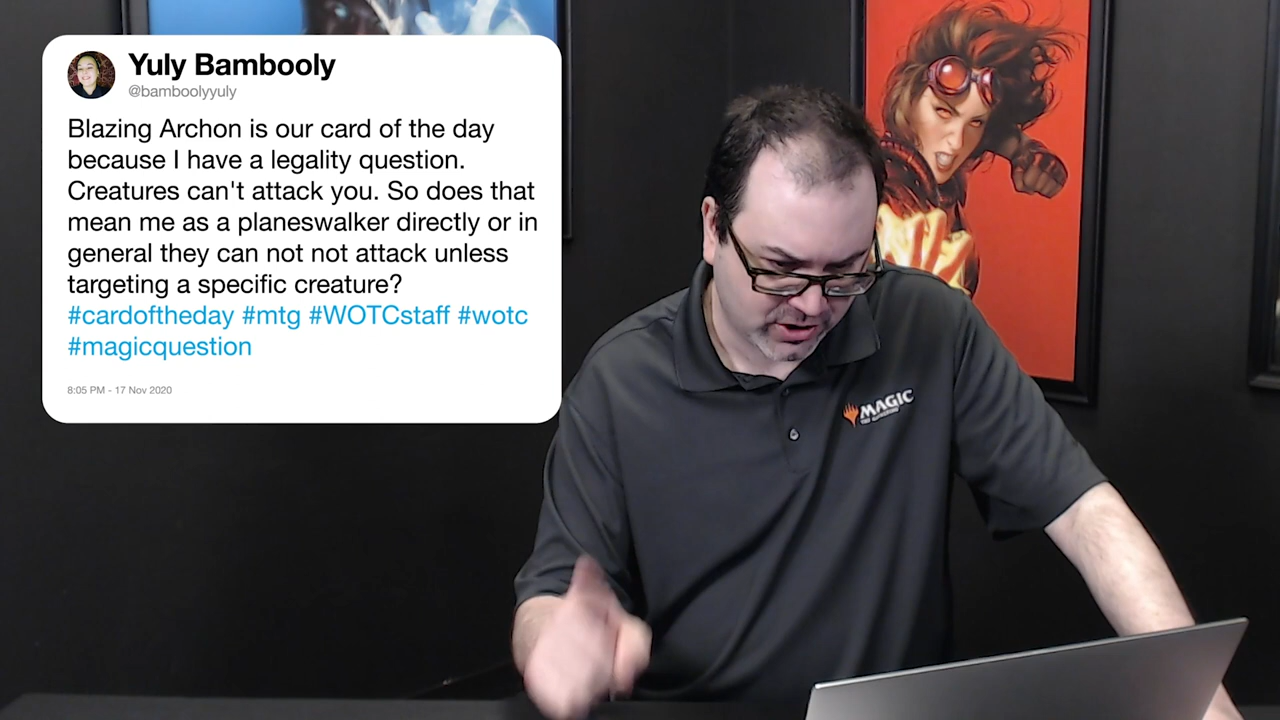 Yuly Bambooly
@bamboolyyuly
Blazing Archon is our card of the day
because I have a legality question.
Creatures can't attack you. So does that
mean me as a planeswalker directly or in
general they can not not attack unless
targeting a specific creature?
#cardoftheday #mtg #WOTCstaff #wotc
#magicquestion
8:05 PM - 17 Nov 2020
MAGIC